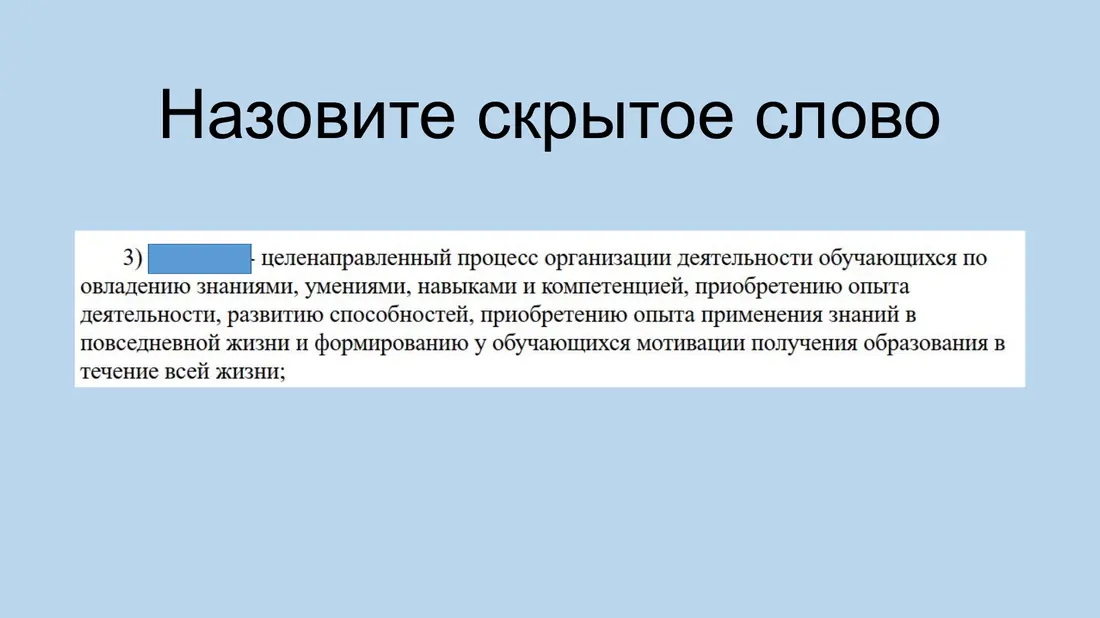 Назовите скрытое слово
3) - целенаправленный процесс организации деятельности обучающихся по
овладению знаниями, умениями, навыками и компетенцией, приобретению опыта
деятельности, развитию способностей, приобретению опыта применения знаний в
повседневной жизни и формированию у обучающихся мотивации получения образования в
течение всей жизни;